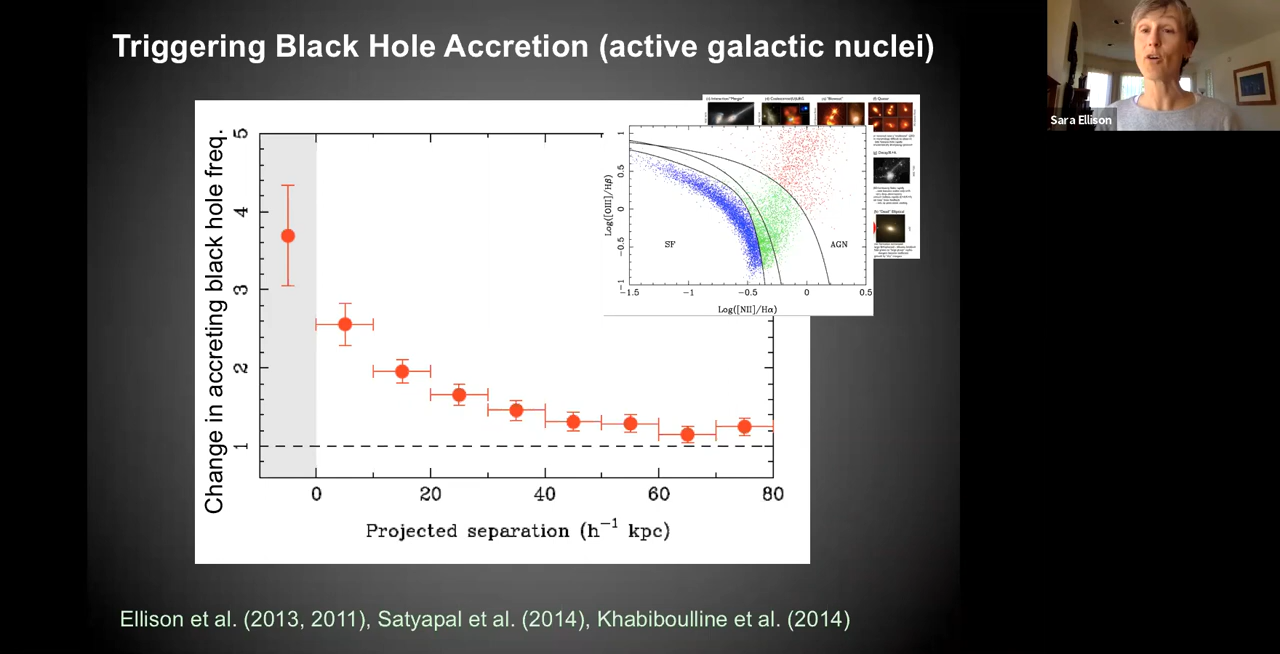 Triggering Black Hole Accretion (active galactic nuclei)
Sara Ellison
Change in accreting black hole freq.
5
4
3
2
1
0 20 40 60 80
Projected separation (h⁻¹ kpc)
Log([OIII]/Hβ)
1
0.5
0
−0.5
−1
SF
AGN
−1.5 −1 −0.5 0 0.5
Log([NII]/Hα)
Ellison et al. (2013, 2011), Satyapal et al. (2014), Khabiboulline et al. (2014)